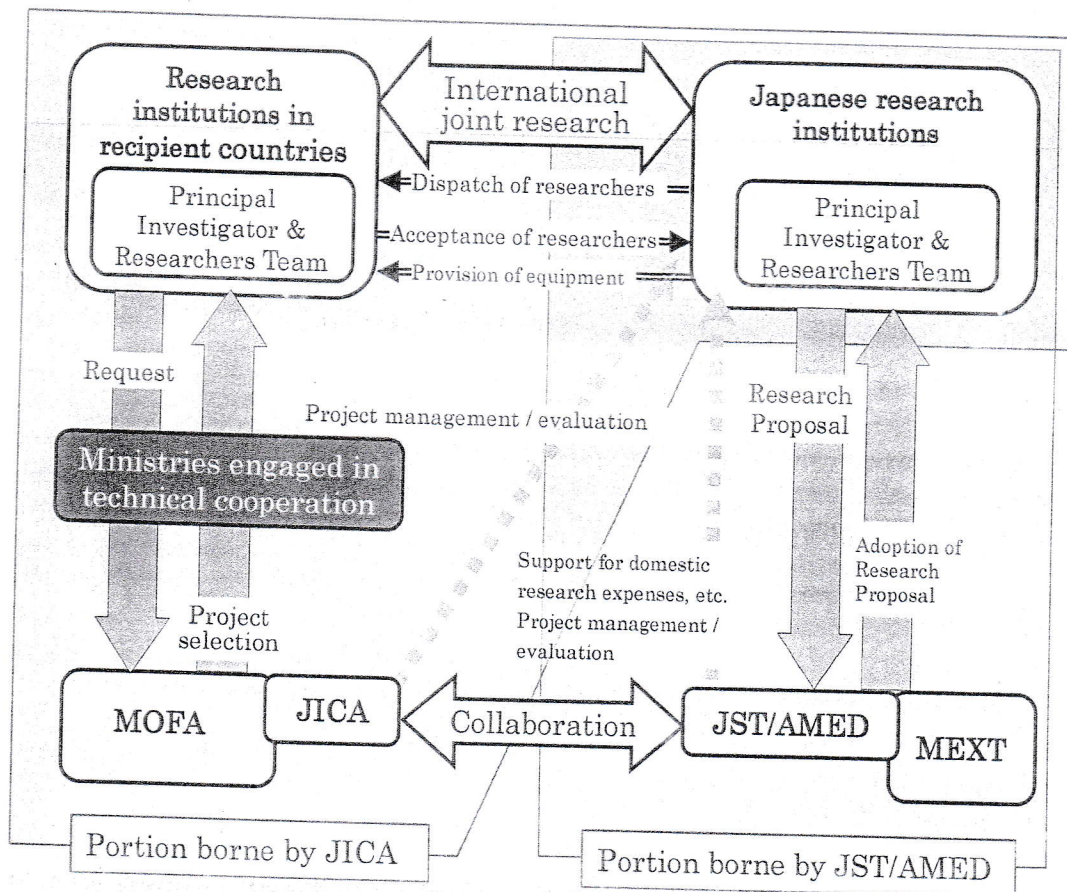 Research
institutions in
recipient countries
Principal
Investigator &
Researchers Team
International
joint research
Dispatch of researchers
Acceptance of researchers
Provision of equipment
Japanese research
institutions
Principal
Investigator &
Researchers Team
Request
Project management / evaluation
Research
Proposal
Ministries engaged in
technical cooperation
Project
selection
Support for domestic
research expenses, etc.
Project management /
evaluation
Adoption of
Research
Proposal
MOFA
JICA
Collaboration
JST/AMED
MEXT
Portion borne by JICA
Portion borne by JST/AMED